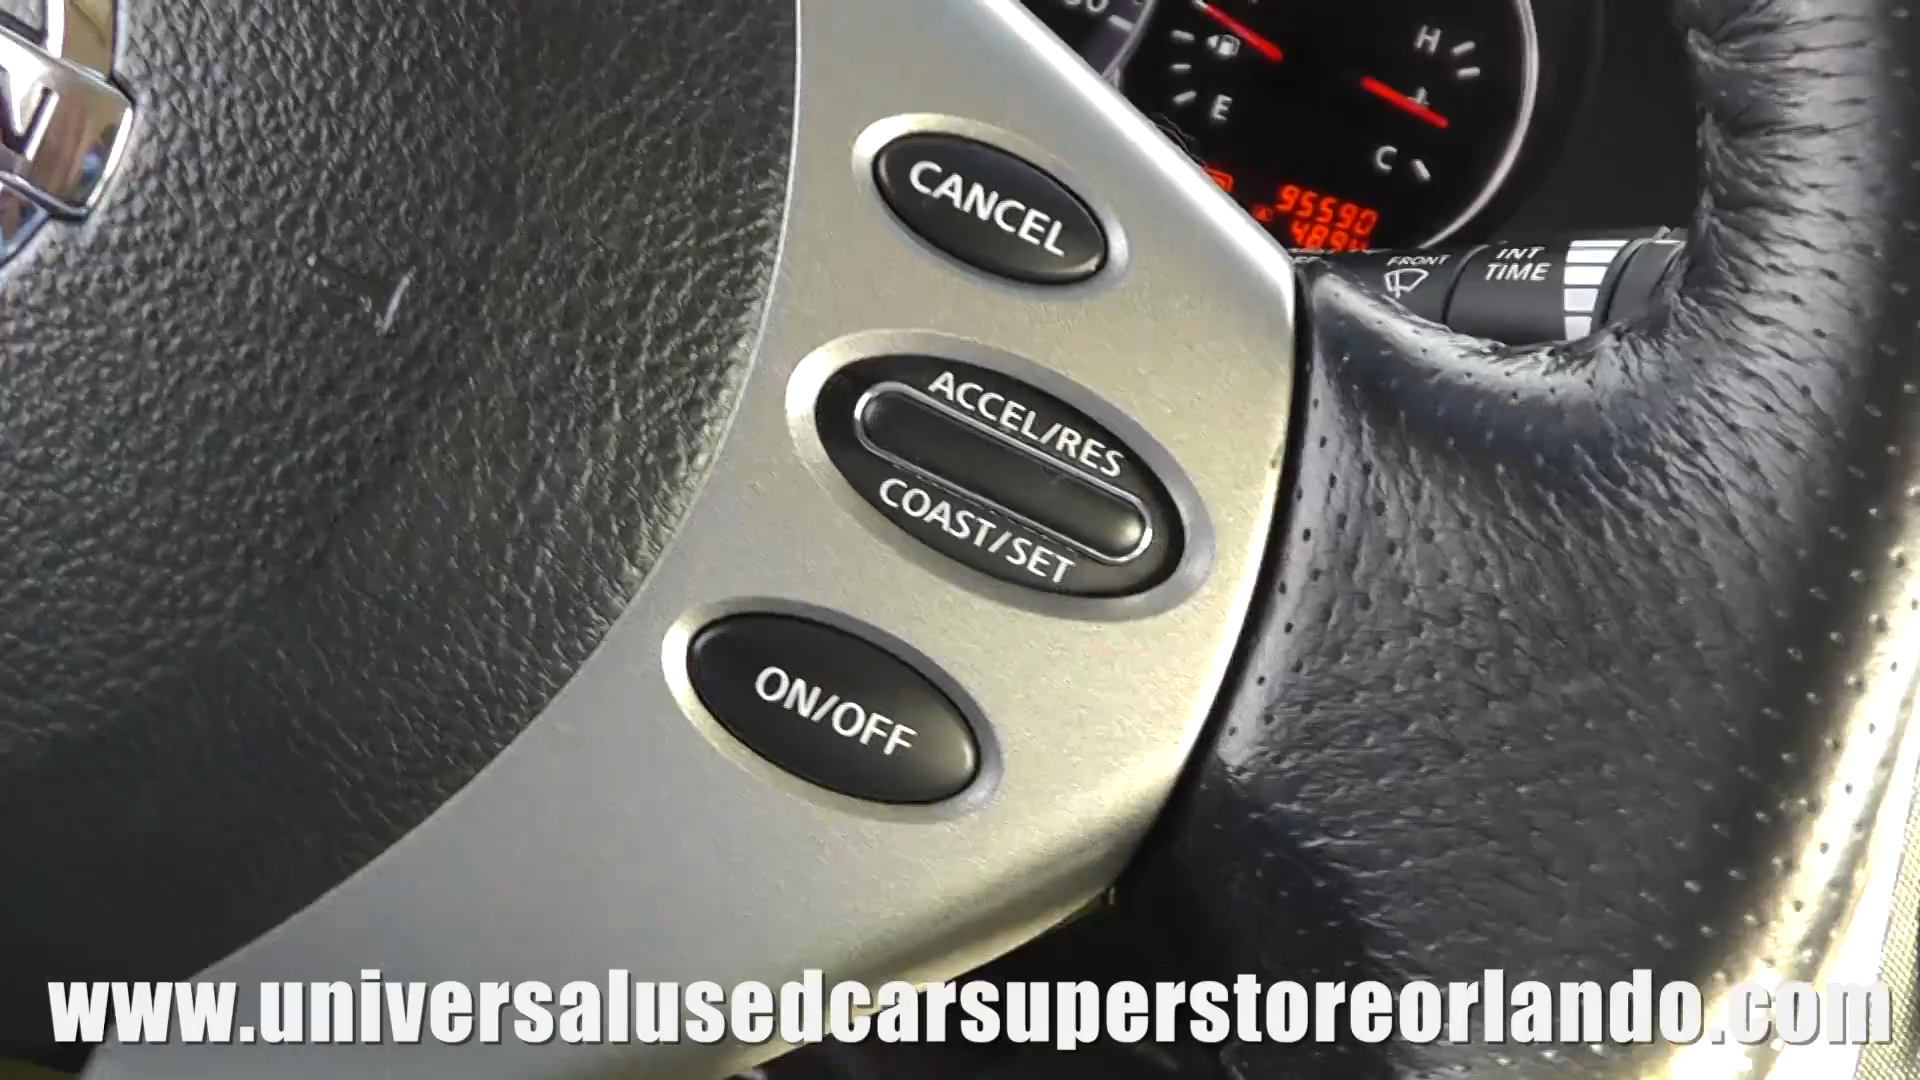 H
E
C
95590
CANCEL
FRONT
INT
TIME
ACCEL/RES
COAST/SET
ON/OFF
www.universalusedcarsuperstoreorlando.com